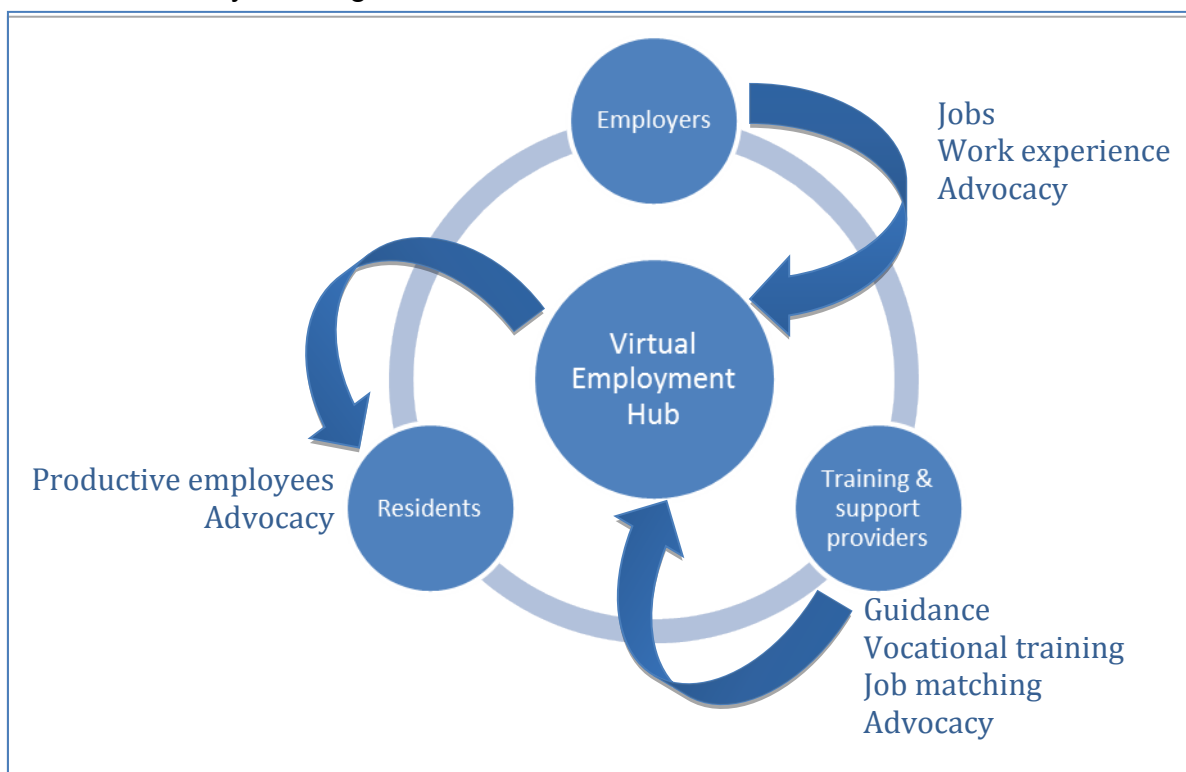 Employers
Jobs
Work experience
Advocacy
Virtual
Employment
Hub
Productive employees
Advocacy
Residents
Training &
support
providers
Guidance
Vocational training
Job matching
Advocacy